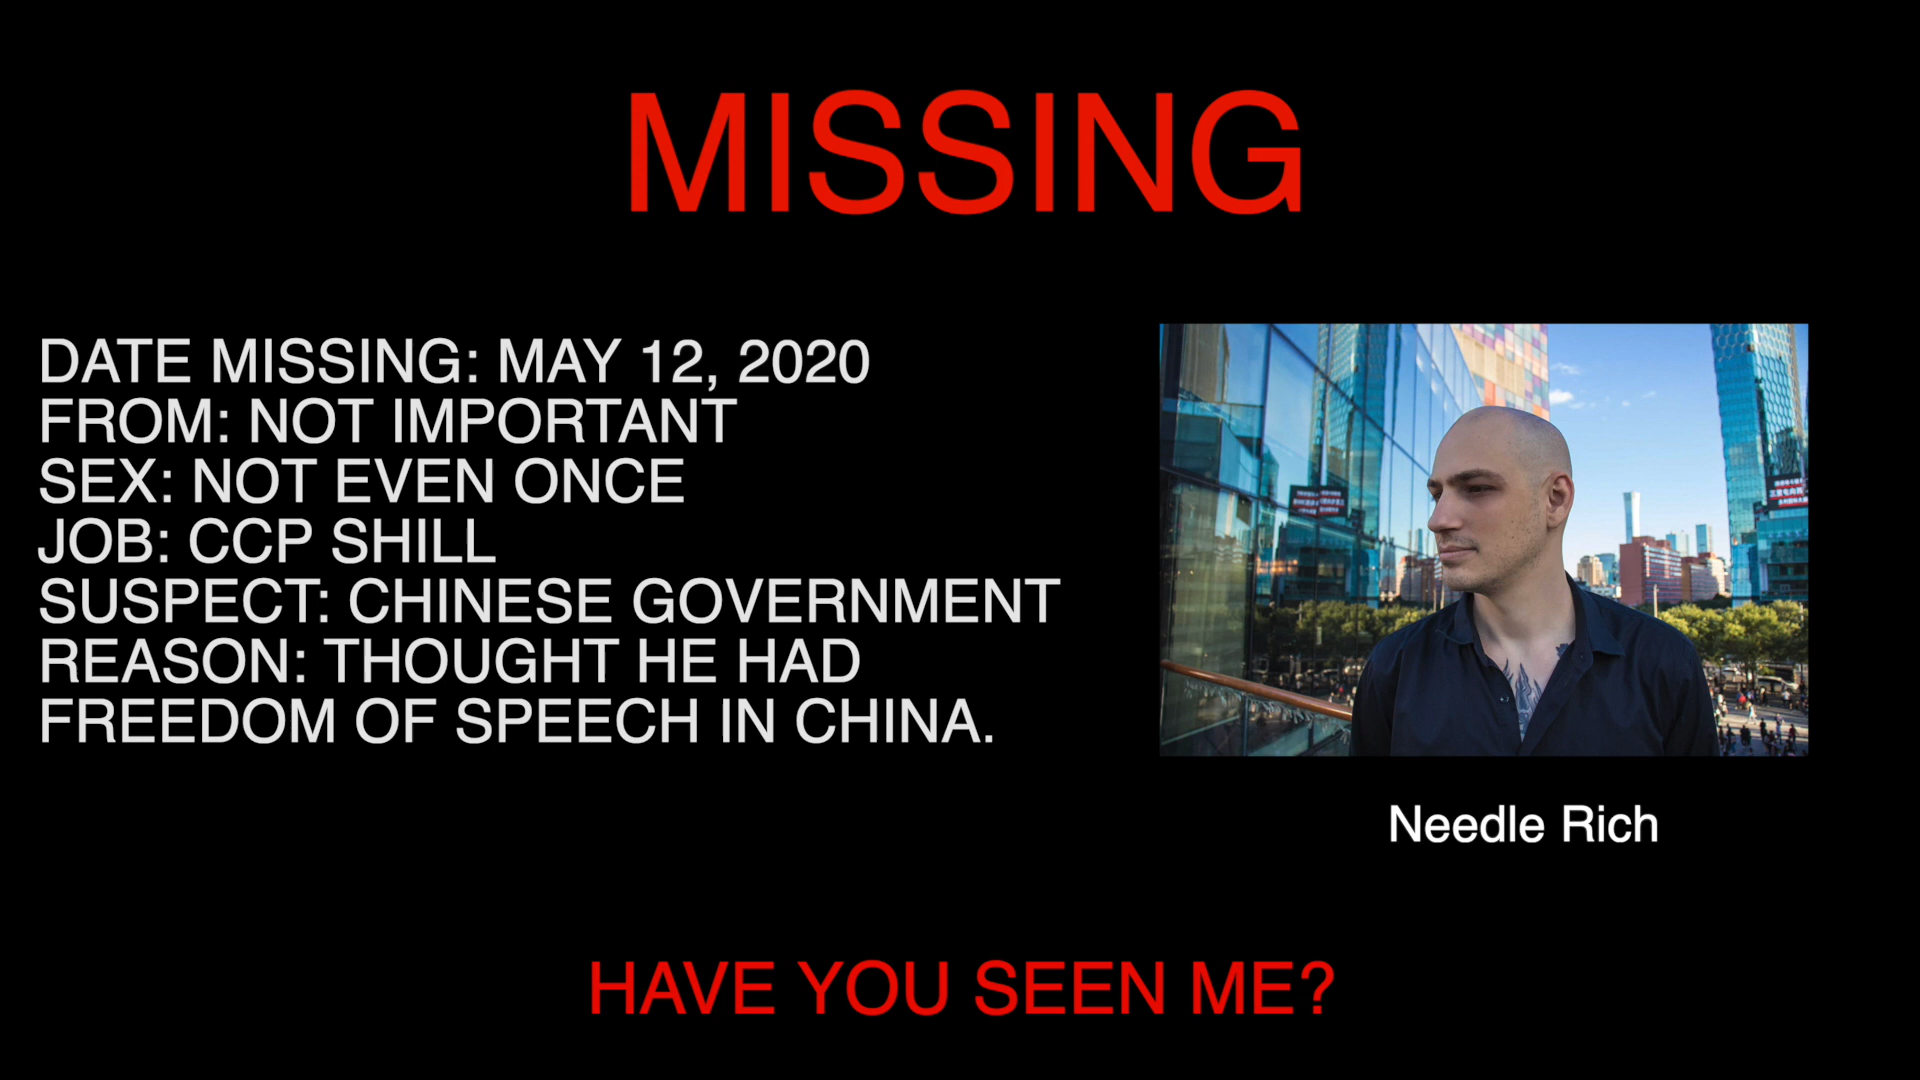 MISSING
DATE MISSING: MAY 12, 2020
FROM: NOT IMPORTANT
SEX: NOT EVEN ONCE
JOB: CCP SHILL
SUSPECT: CHINESE GOVERNMENT
REASON: THOUGHT HE HAD
FREEDOM OF SPEECH IN CHINA.
Needle Rich
HAVE YOU SEEN ME?